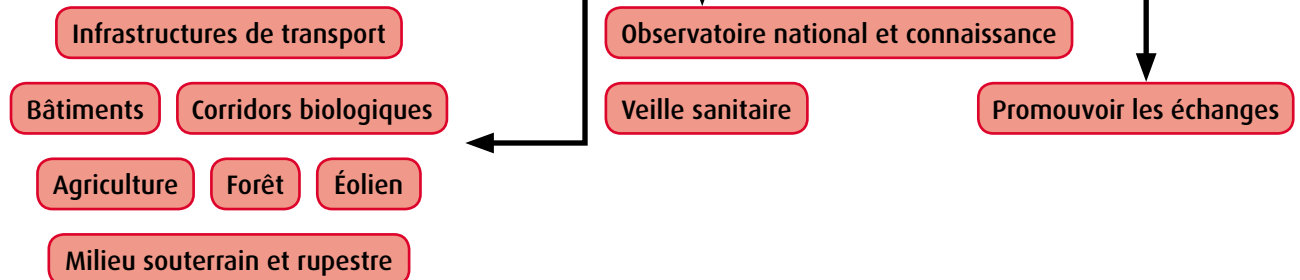 Infrastructures de transport
Observatoire national et connaissance
Bâtiments
Corridors biologiques
Veille sanitaire
Promouvoir les échanges
Agriculture
Forêt
Éolien
Milieu souterrain et rupestre